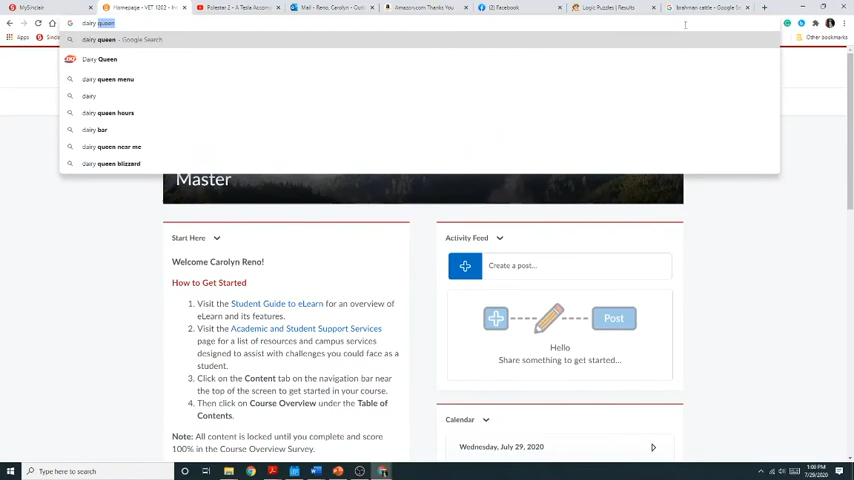 MySinclair
Homepage - VET 1202 - In
Polestar 2 - A Tesla Accom
Mail - Reno, Carolyn - Outl
Amazon.com Thank You
(2) Facebook
Logic Puzzles | Results
brahman cattle - Google Se
dairy queen
Apps
Other bookmarks
dairy queen - Google Search
Dairy Queen
dairy queen menu
dairy
dairy queen hours
dairy bar
dairy queen near me
dairy queen blizzard
Master
Start Here
Activity Feed
Welcome Carolyn Reno!
Create a post...
How to Get Started
1. Visit the Student Guide to eLearn for an overview of
eLearn and its features.
2. Visit the Academic and Student Support Services
page for a list of resources and campus services
designed to assist with challenges you could face as a
student.
3. Click on the Content tab on the navigation bar near
the top of the screen to get started in your course.
4. Then click on Course Overview under the Table of
Contents.
Post
Hello
Share something to get started...
Note: All content is locked until you complete and score
100% in the Course Overview Survey.
Calendar
Wednesday, July 29, 2020
Type here to search
1:00 PM
7/29/2020